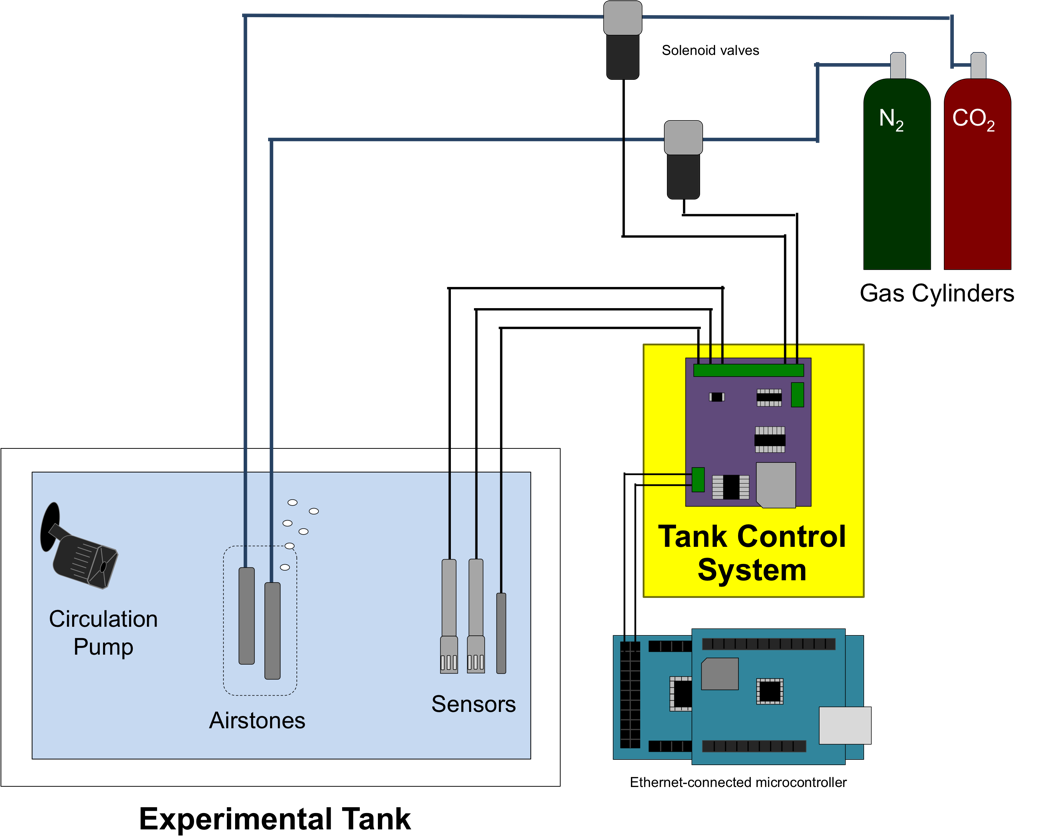 Solenoid valves
N2
CO2
Gas Cylinders
Tank Control
System
Circulation
Pump
Airstones
Sensors
Ethernet-connected microcontroller
Experimental Tank